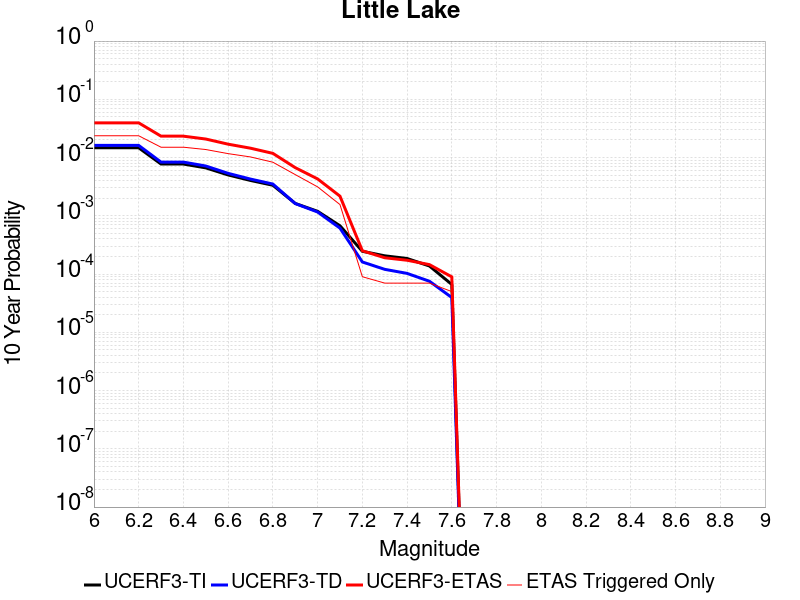 Little Lake
10 Year Probability
10^0
10^-1
10^-2
10^-3
10^-4
10^-5
10^-6
10^-7
10^-8
6 6.2 6.4 6.6 6.8 7 7.2 7.4 7.6 7.8 8 8.2 8.4 8.6 8.8 9
Magnitude
UCERF3-TI UCERF3-TD UCERF3-ETAS ETAS Triggered Only